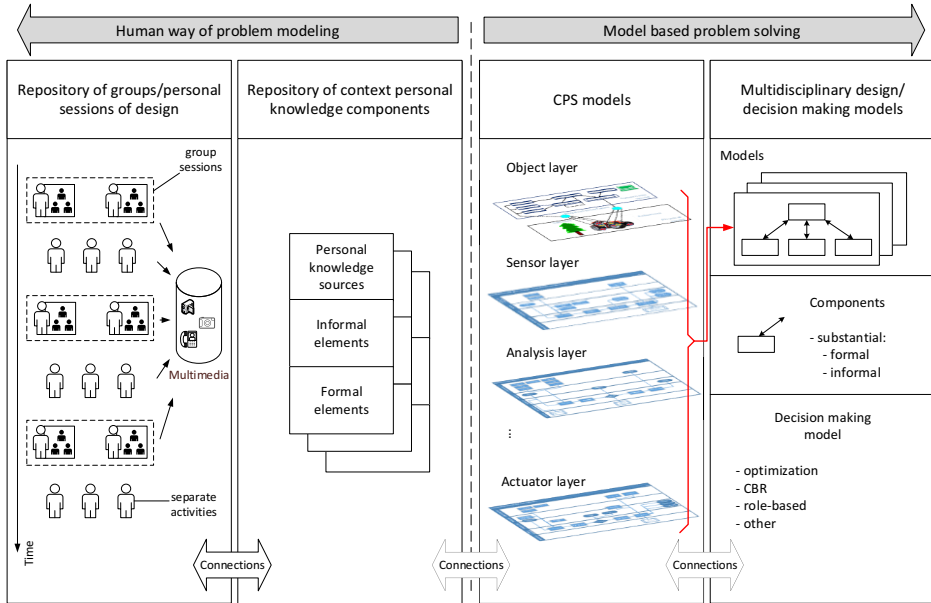 Human way of problem modeling
Model based problem solving
Repository of groups/personal
sessions of design
Repository of context personal
knowledge components
CPS models
Multidisciplinary design/
decision making models
group
sessions
Multimedia
separate
activities
Time
Personal
knowledge
sources
Informal
elements
Formal
elements
Object layer
Sensor layer
Analysis layer
...
Actuator layer
Models
Components
- substantial:
- formal
- informal
Decision making
model
- optimization
- CBR
- role-based
- other
Connections
Connections
Connections